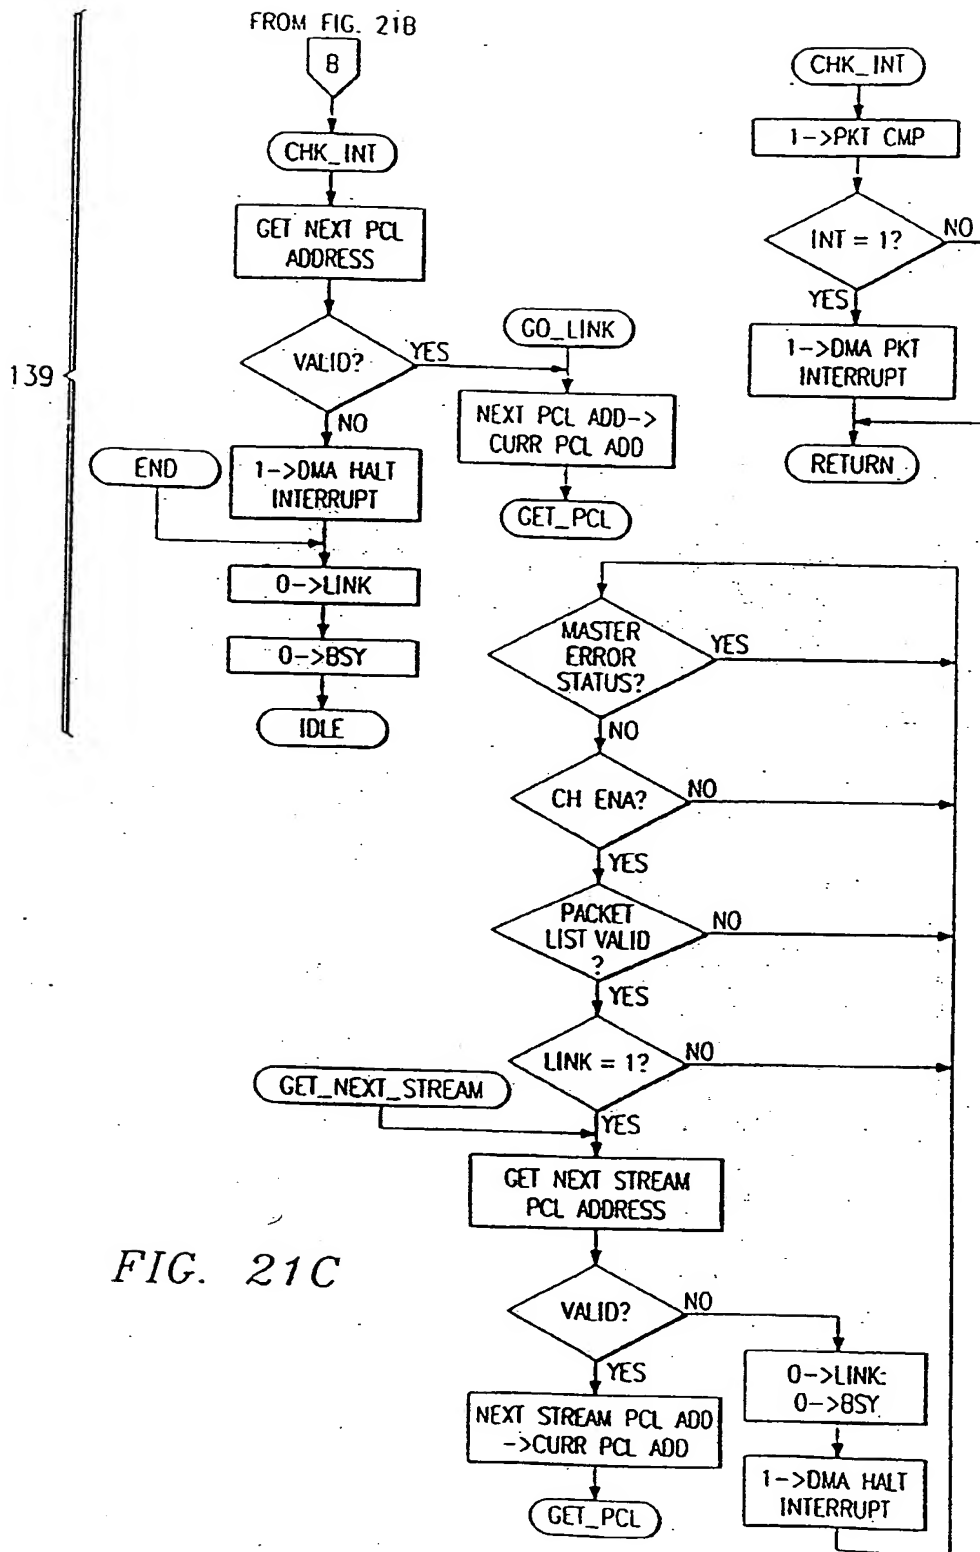 FROM FIG. 21B
B
CHK_INT
GET NEXT PCL
ADDRESS
VALID?
YES
NO
GO_LINK
NEXT PCL ADD->
CURR PCL ADD
GET_PCL
139
END
1->DMA HALT
INTERRUPT
0->LINK
0->BSY
IDLE
CHK_INT
1->PKT CMP
INT = 1?
NO
YES
1->DMA PKT
INTERRUPT
RETURN
MASTER
ERROR
STATUS?
YES
NO
CH ENA?
NO
YES
PACKET
LIST VALID
?
NO
YES
LINK = 1?
NO
GET_NEXT_STREAM
YES
GET NEXT STREAM
PCL ADDRESS
VALID?
NO
YES
0->LINK:
0->BSY
NEXT STREAM PCL ADD
->CURR PCL ADD
1->DMA HALT
INTERRUPT
GET_PCL
FIG. 21C